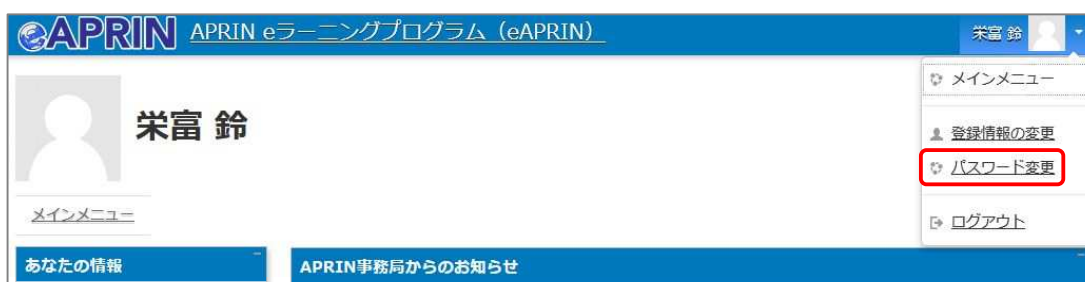 eAPRIN APRIN eラーニングプログラム（eAPRIN） 栄富 鈴
メインメニュー
栄富 鈴
登録情報の変更
パスワード変更
メインメニュー
ログアウト
あなたの情報
APRIN事務局からのお知らせ